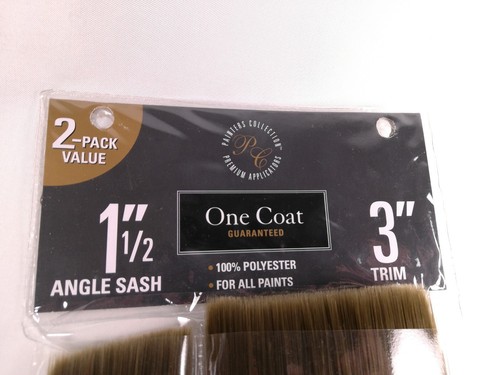 2-PACK
VALUE
PAINTERS COLLECTION™
PC
PREMIUM APPLICATORS
1 1/2"
ANGLE SASH
One Coat
GUARANTEED
• 100% POLYESTER
• FOR ALL PAINTS
3"
TRIM